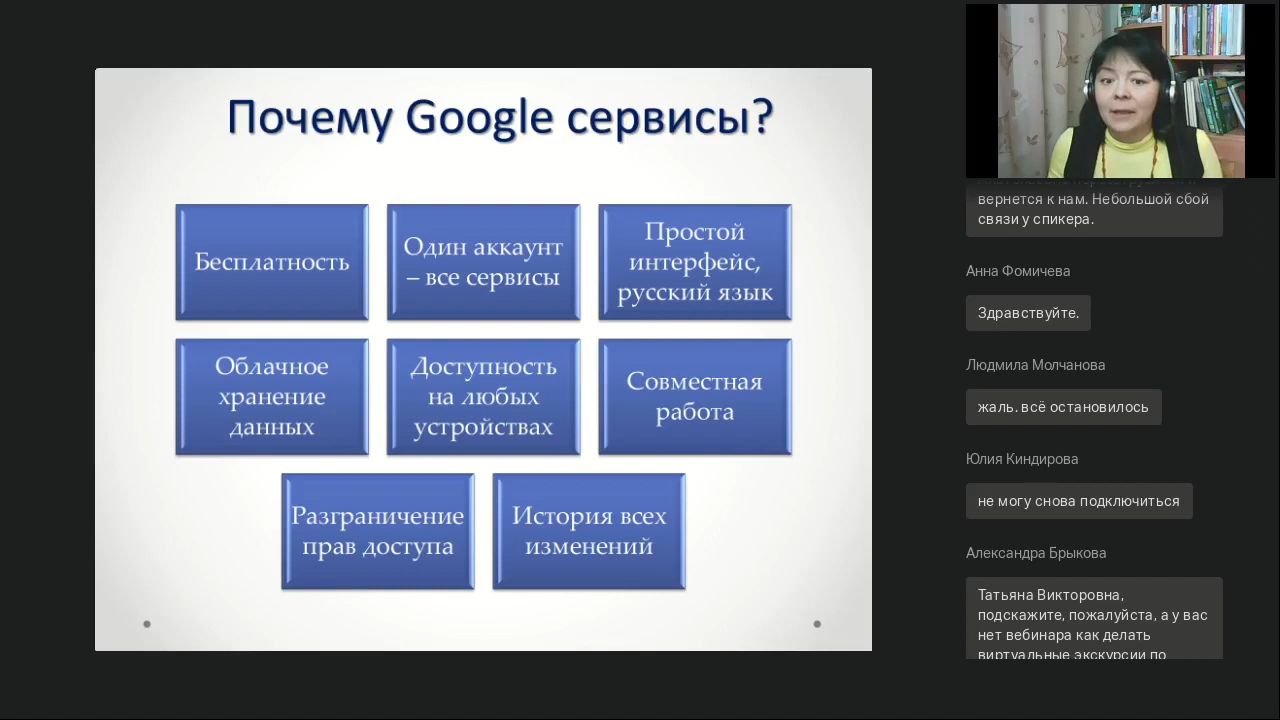 Почему Google сервисы?
Бесплатность
Один аккаунт
– все сервисы
Простой
интерфейс,
русский язык
Облачное
хранение
данных
Доступность
на любых
устройствах
Совместная
работа
Разграничение
прав доступа
История всех
изменений
вернется к нам. Небольшой сбой
связи у спикера.
Анна Фомичева
Здравствуйте.
Людмила Молчанова
жаль. всё остановилось
Юлия Киндирова
не могу снова подключиться
Александра Брыкова
Татьяна Викторовна,
подскажите, пожалуйста, а у вас
нет вебинара как делать
виртуальные экскурсии по